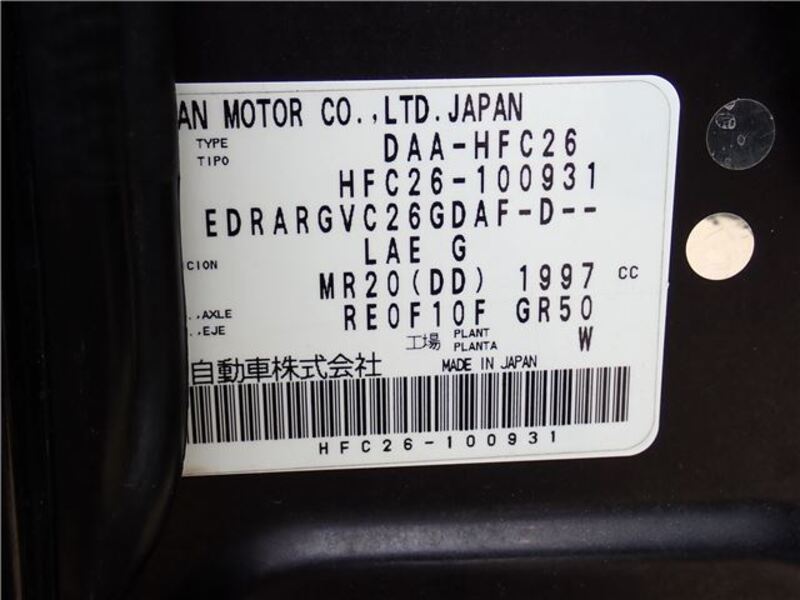 AN MOTOR CO.,LTD.JAPAN
TYPE
TIPO
DAA-HFC26
HFC26-100931
EDRARGVC26GDAF-D--
LAE G
CION
MR20(DD) 1997 CC
..AXLE
..EJE
RE0F10F GR50
工場 PLANT
PLANTA
W
自動車株式会社 MADE IN JAPAN
HFC26-100931